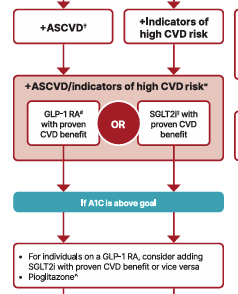 +ASCVD†
+Indicators of
high CVD risk
+ASCVD/indicators of high CVD risk*
GLP-1 RA#
with proven
CVD benefit
OR
SGLT2i§ with
proven CVD
benefit
If A1C is above goal
• For individuals on a GLP-1 RA, consider adding
SGLT2i with proven CVD benefit or vice versa
• Pioglitazone^